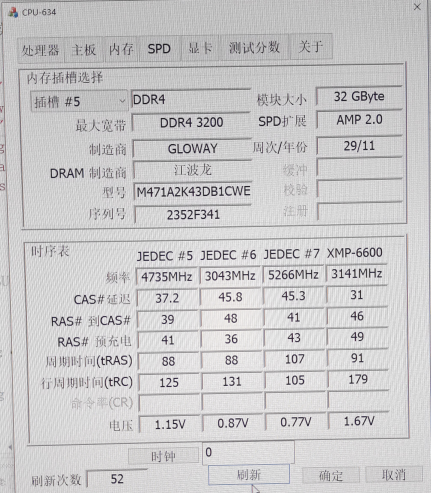 CPU-634
处理器 主板 内存 SPD 显卡 测试分数 关于
内存插槽选择
插槽 #5 DDR4 模块大小 32 GByte
最大宽带 DDR4 3200 SPD扩展 AMP 2.0
制造商 GLOWAY 周次/年份 29/11
DRAM 制造商 江波龙 缓冲
型号 M471A2K43DB1CWE 校验
序列号 2352F341 注册
时序表
JEDEC #5 JEDEC #6 JEDEC #7 XMP-6600
频率 4735MHz 3043MHz 5266MHz 3141MHz
CAS#延迟 37.2 45.8 45.3 31
RAS# 到CAS# 39 48 41 46
RAS# 预充电 41 36 43 49
周期时间(tRAS) 88 88 107 91
行周期时间(tRC) 125 131 105 179
命令率(CR)
电压 1.15V 0.87V 0.77V 1.67V
时钟 0
刷新次数 52 刷新 确定 取消